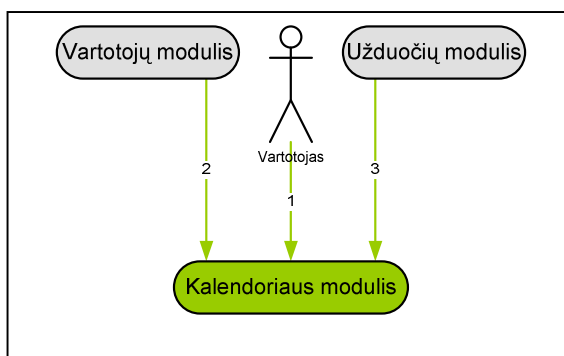 Vartotojų modulis
Užduočių modulis
Vartotojas
2
3
1
Kalendoriaus modulis